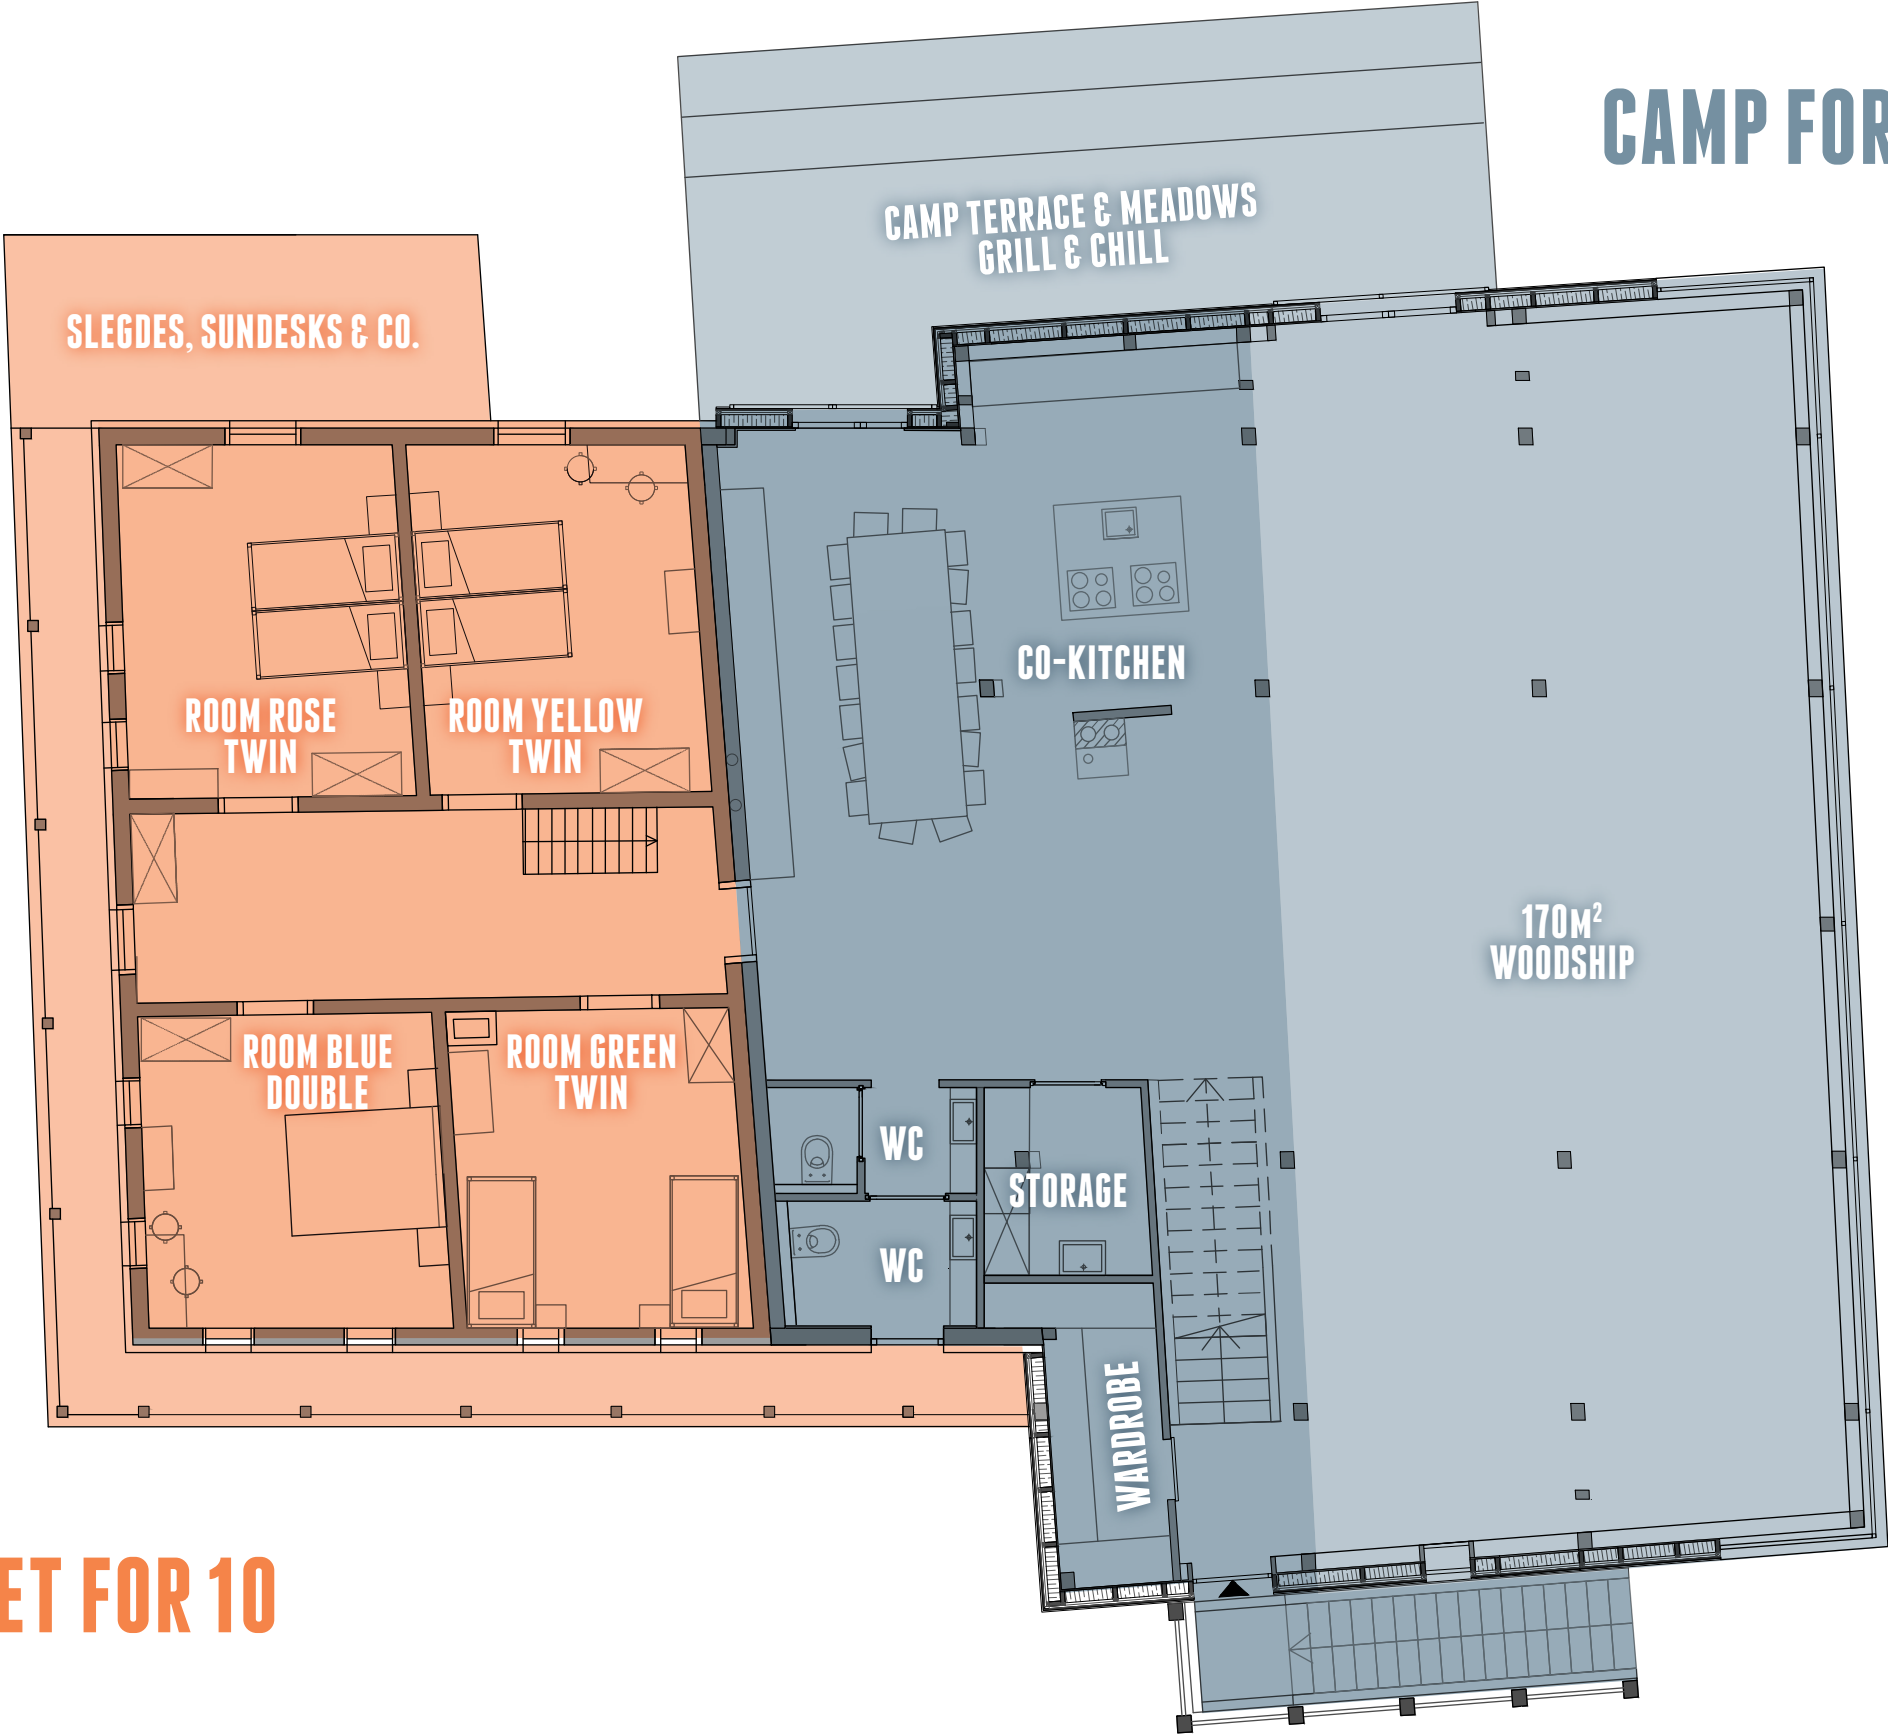 CAMP FOR
CAMP TERRACE & MEADOWS
GRILL & CHILL
SLEGDES, SUNDESKS & CO.
CO-KITCHEN
ROOM ROSE
TWIN
ROOM YELLOW
TWIN
170M²
WOODSHIP
ROOM BLUE
DOUBLE
ROOM GREEN
TWIN
WC
STORAGE
WC
WARDROBE
ET FOR 10